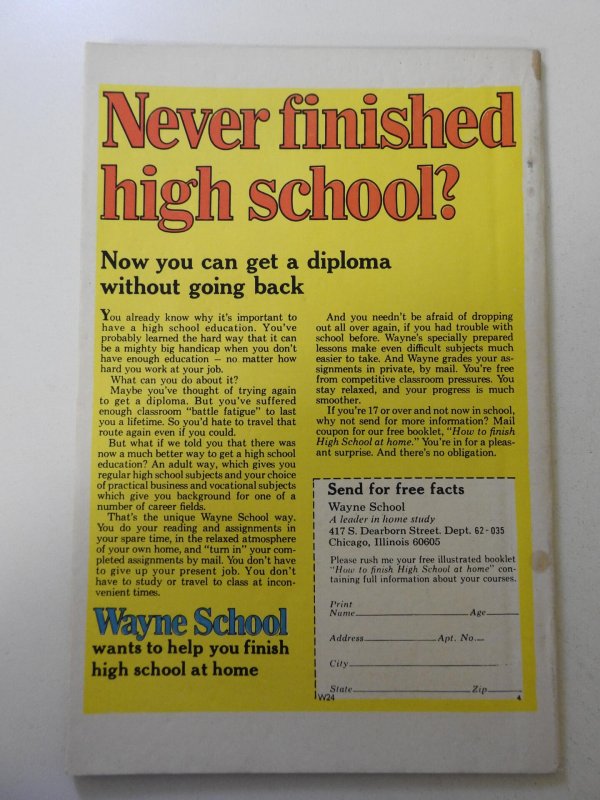 Never finished
high school?
Now you can get a diploma
without going back
You already know why it's important to
have a high school education. You've
probably learned the hard way that it can
be a mighty big handicap when you don't
have enough education — no matter how
hard you work at your job.
What can you do about it?
Maybe you've thought of trying again
to get a diploma. But you've suffered
enough classroom "battle fatigue" to last
you a lifetime. So you'd hate to travel that
route again even if you could.
But what if we told you that there was
now a much better way to get a high school
education? An adult way, which gives you
regular high school subjects and your choice
of practical business and vocational subjects
which give you background for one of a
number of career fields.
That's the unique Wayne School way.
You do your reading and assignments in
your spare time, in the relaxed atmosphere
of your own home, and "turn in" your com-
pleted assignments by mail. You don't have
to give up your present job. You don't
have to study or travel to class at incon-
venient times.
Wayne School
wants to help you finish
high school at home
And you needn't be afraid of dropping
out all over again, if you had trouble with
school before. Wayne's specially prepared
lessons make even difficult subjects much
easier to take. And Wayne grades your as-
signments in private, by mail. You're free
from competitive classroom pressures. You
stay relaxed, and your progress is much
smoother.
If you're 17 or over and not now in school,
why not send for more information? Mail
coupon for our free booklet, "How to finish
High School at home." You're in for a pleas-
ant surprise. And there's no obligation.
Send for free facts
Wayne School
A leader in home study
417 S. Dearborn Street. Dept. 62-035
Chicago, Illinois 60605
Please rush me your free illustrated booklet
"How to finish High School at home" con-
taining full information about your courses.
Print
Name Age
Address Apt. No.
City
State Zip
W24 4